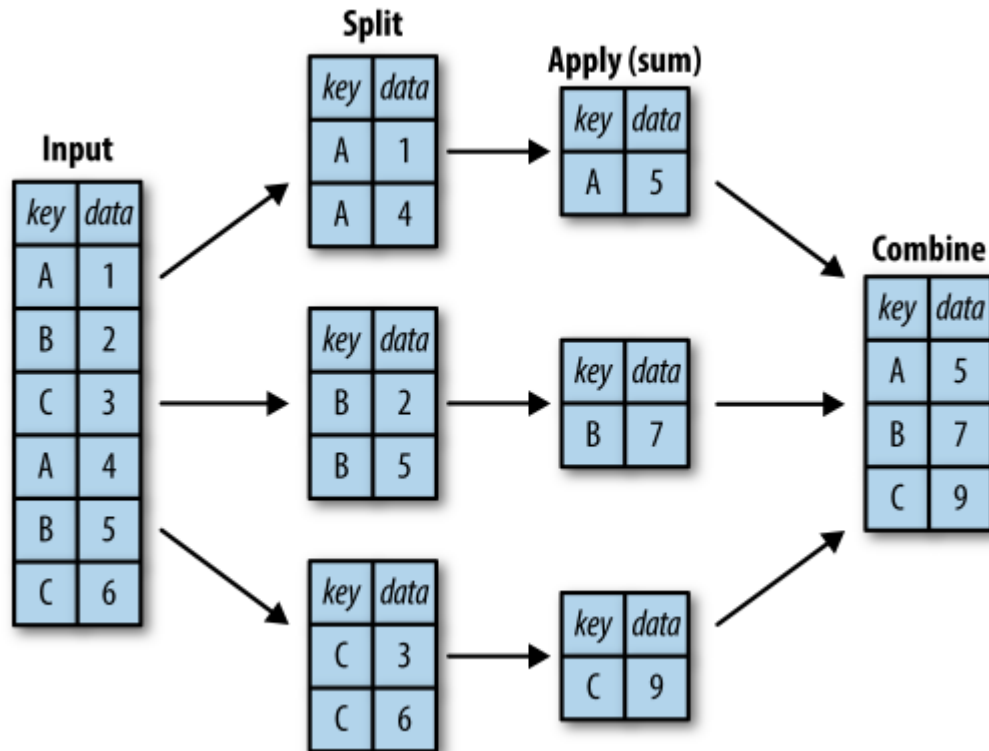 Input
key data
A 1
B 2
C 3
A 4
B 5
C 6
Split
key data
A 1
A 4
key data
B 2
B 5
key data
C 3
C 6
Apply (sum)
key data
A 5
key data
B 7
key data
C 9
Combine
key data
A 5
B 7
C 9